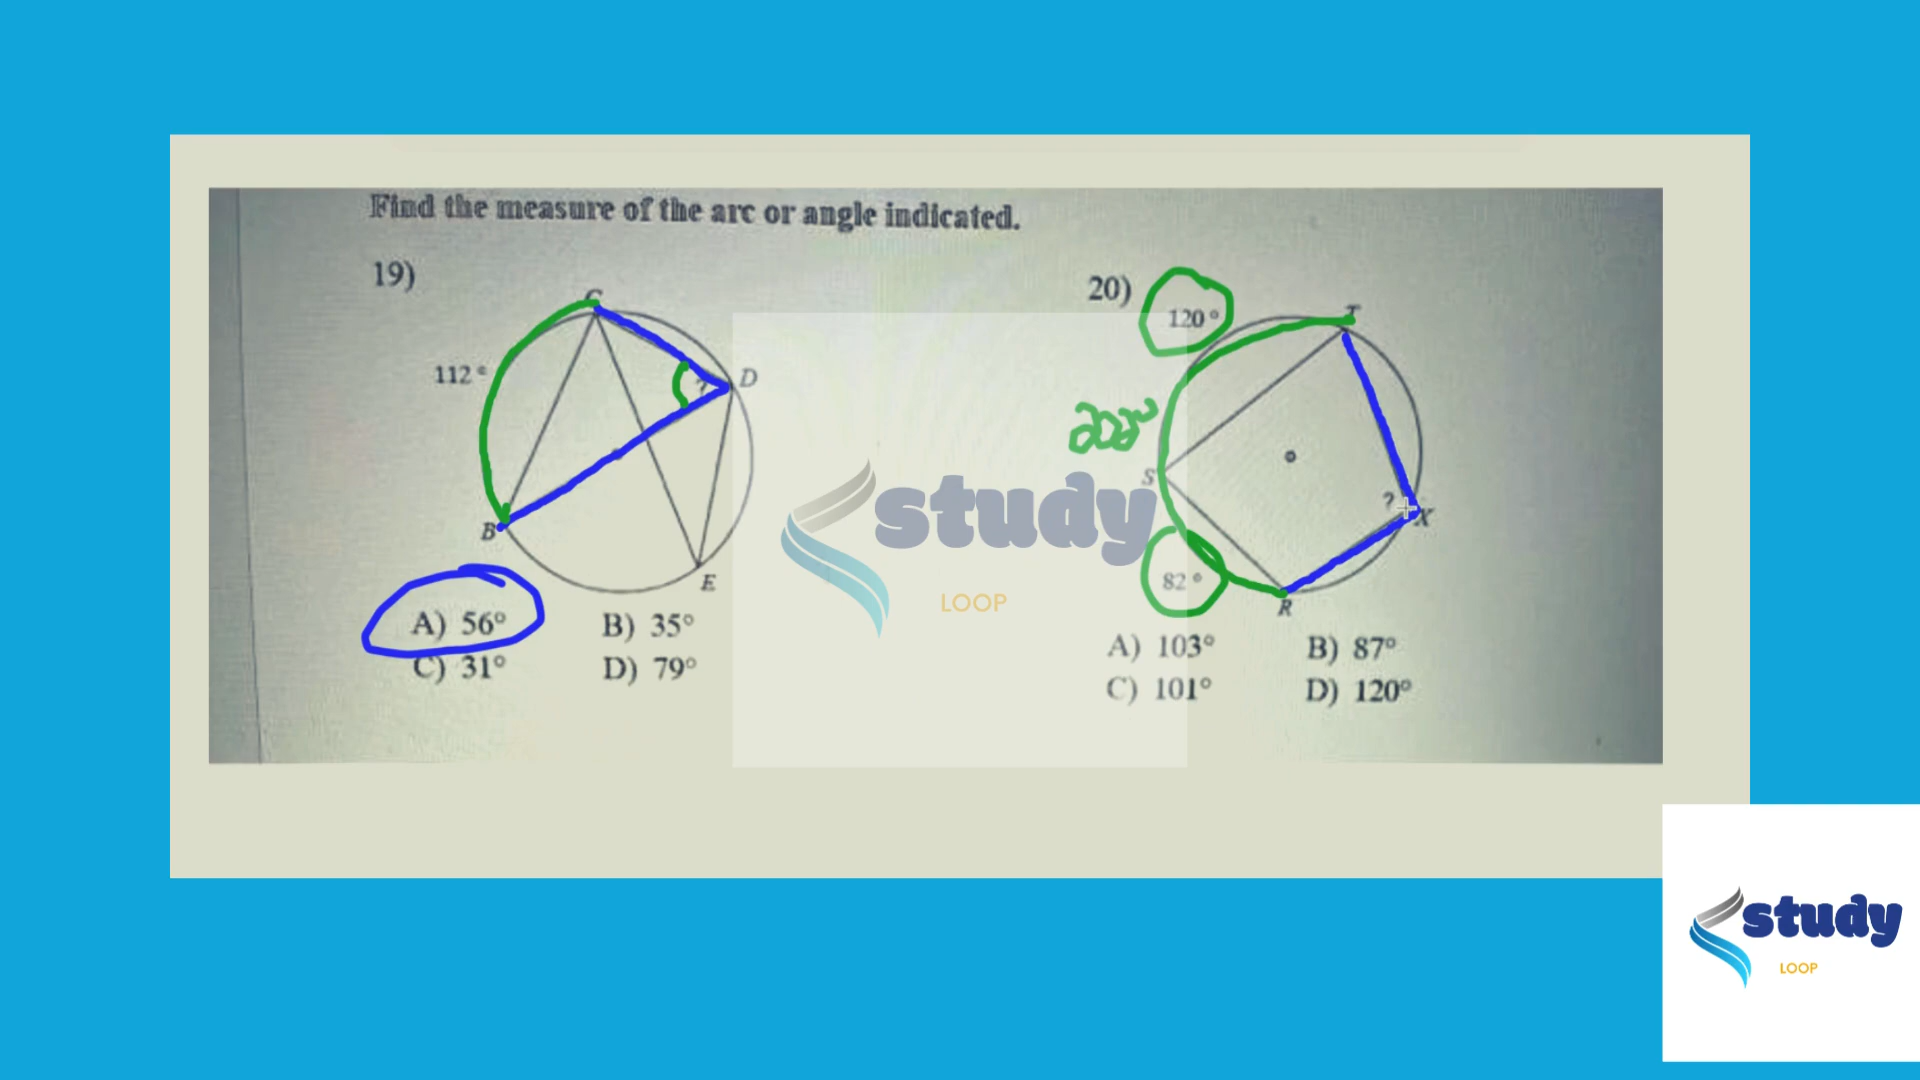 Find the measure of the arc or angle indicated.
19)
C
112°
?
D
B
E
A) 56°
B) 35°
C) 31°
D) 79°
20)
120°
T
202°
S
?
X
82°
R
A) 103°
B) 87°
C) 101°
D) 120°
study
LOOP
study
LOOP